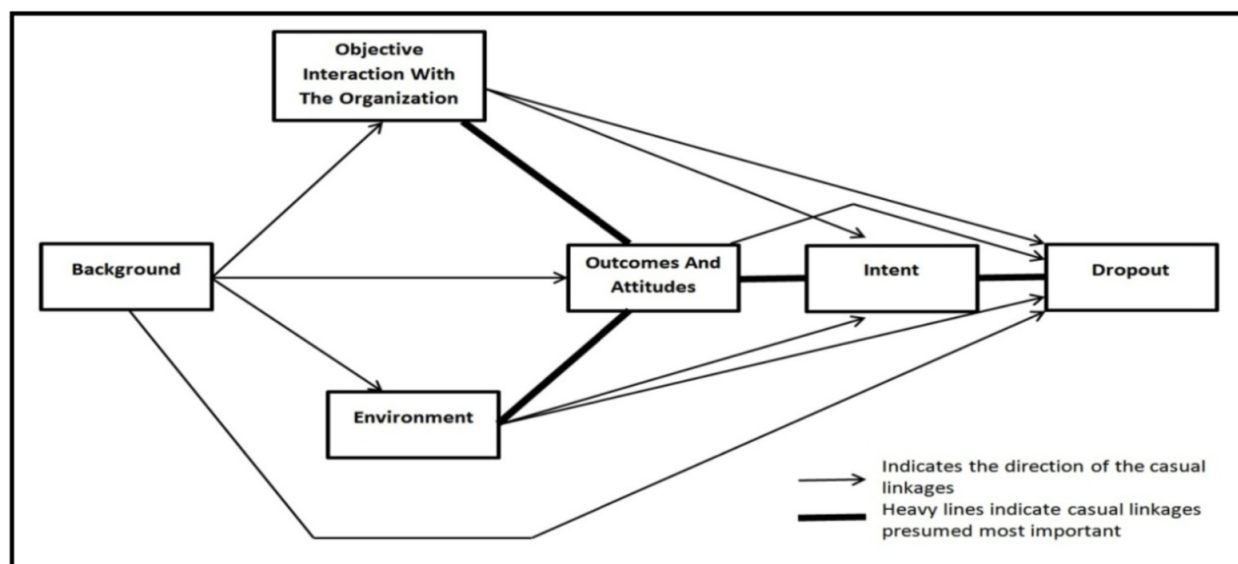 Objective
Interaction With
The Organization
Background
Outcomes And
Attitudes
Intent
Dropout
Environment
Indicates the direction of the casual
linkages
Heavy lines indicate casual linkages
presumed most important